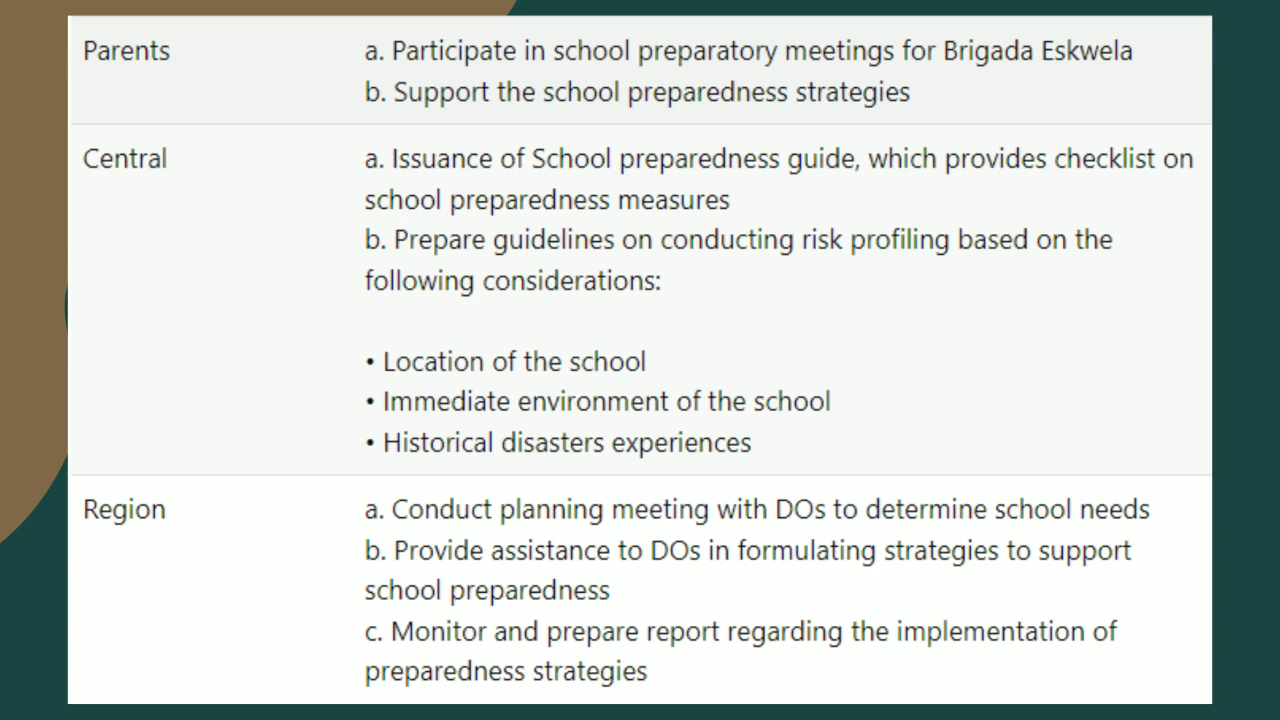 Parents
a. Participate in school preparatory meetings for Brigada Eskwela
b. Support the school preparedness strategies
Central
a. Issuance of School preparedness guide, which provides checklist on
school preparedness measures
b. Prepare guidelines on conducting risk profiling based on the
following considerations:
• Location of the school
• Immediate environment of the school
• Historical disasters experiences
Region
a. Conduct planning meeting with DOs to determine school needs
b. Provide assistance to DOs in formulating strategies to support
school preparedness
c. Monitor and prepare report regarding the implementation of
preparedness strategies